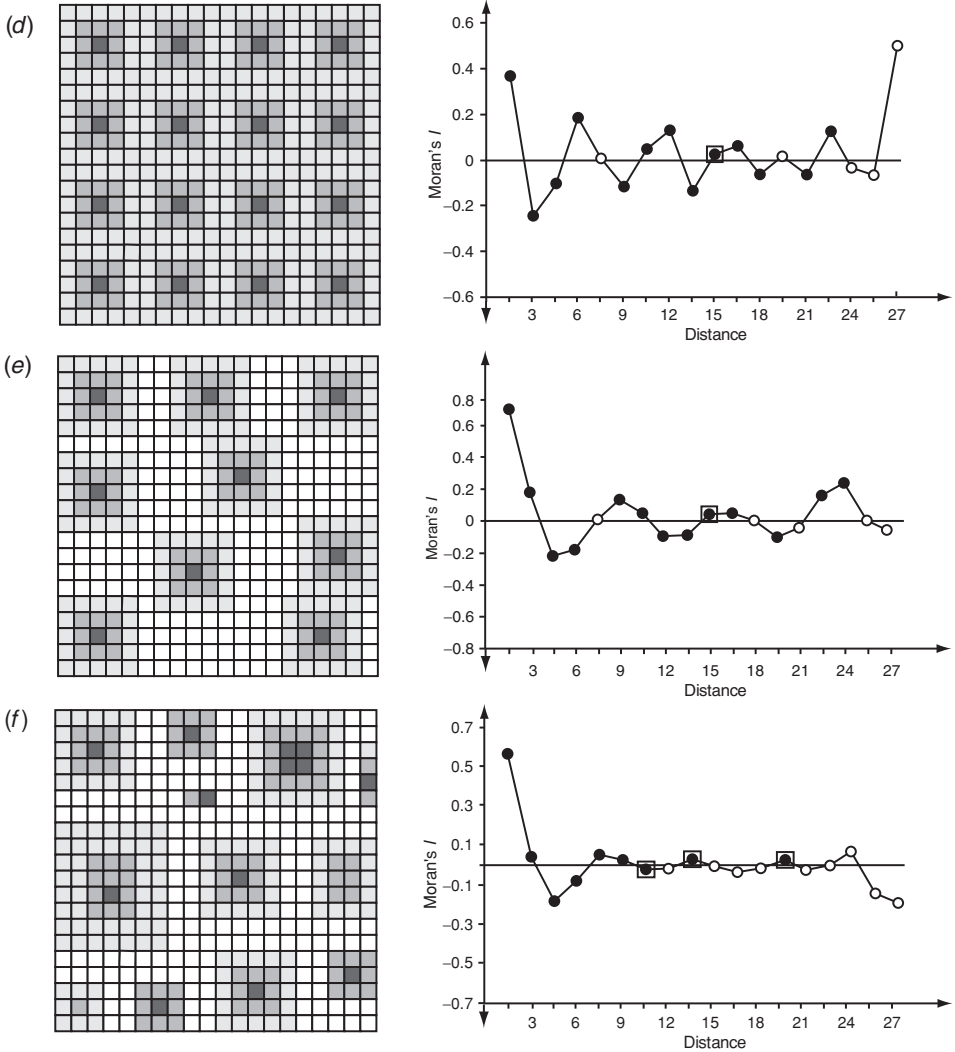 (d)
Moran's I
0.6
0.4
0.2
0
–0.2
–0.4
–0.6
3 6 9 12 15 18 21 24 27
Distance
(e)
Moran's I
0.8
0.6
0.4
0.2
0
–0.2
–0.4
–0.6
–0.8
3 6 9 12 15 18 21 24 27
Distance
(f)
Moran's I
0.7
0.5
0.3
0.1
–0.1
–0.3
–0.5
–0.7
3 6 9 12 15 18 21 24 27
Distance